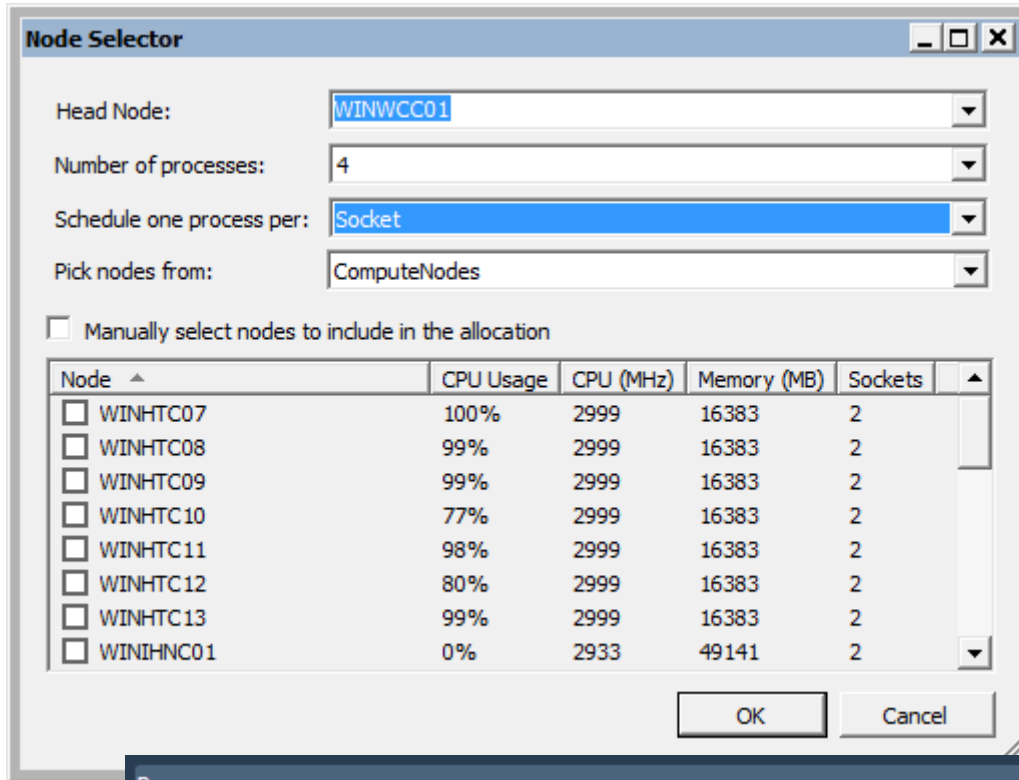 Node Selector
Head Node: WINWCC01
Number of processes: 4
Schedule one process per: Socket
Pick nodes from: ComputeNodes
Manually select nodes to include in the allocation
Node CPU Usage CPU (MHz) Memory (MB) Sockets
WINHTC07 100% 2999 16383 2
WINHTC08 99% 2999 16383 2
WINHTC09 99% 2999 16383 2
WINHTC10 77% 2999 16383 2
WINHTC11 98% 2999 16383 2
WINHTC12 80% 2999 16383 2
WINHTC13 99% 2999 16383 2
WINIHNC01 0% 2933 49141 2
OK Cancel